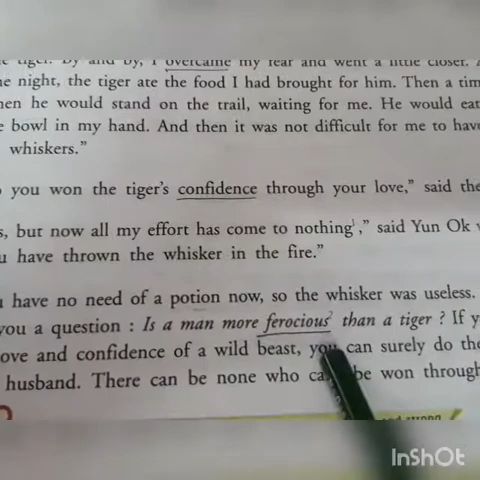 tiger. By and by, I overcame my fear and went a little closer.
night, the tiger ate the food I had brought for him. Then a tim
he would stand on the trail, waiting for me. He would eat
bowl in my hand. And then it was not difficult for me to have
whiskers."
you won the tiger's confidence through your love," said the
but now all my effort has come to nothing¹," said Yun Ok
have thrown the whisker in the fire."
have no need of a potion now, so the whisker was useless.
you a question : Is a man more ferocious² than a tiger ? If y
and confidence of a wild beast, you can surely do the
husband. There can be none who can be won through
strong
InShOt